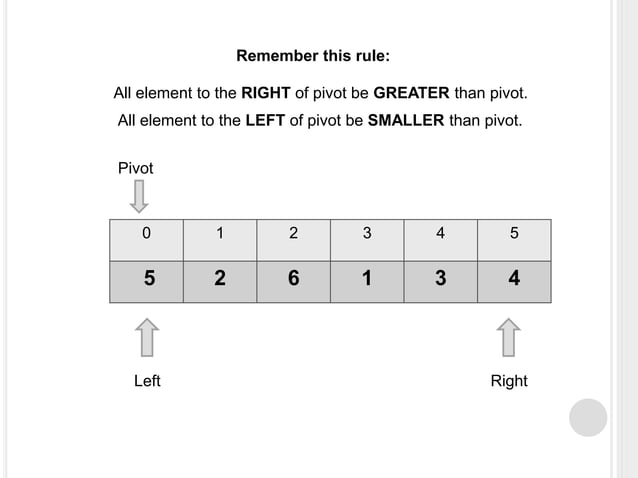 Remember this rule:
All element to the RIGHT of pivot be GREATER than pivot.
All element to the LEFT of pivot be SMALLER than pivot.
Pivot
0 1 2 3 4 5
5 2 6 1 3 4
Left Right